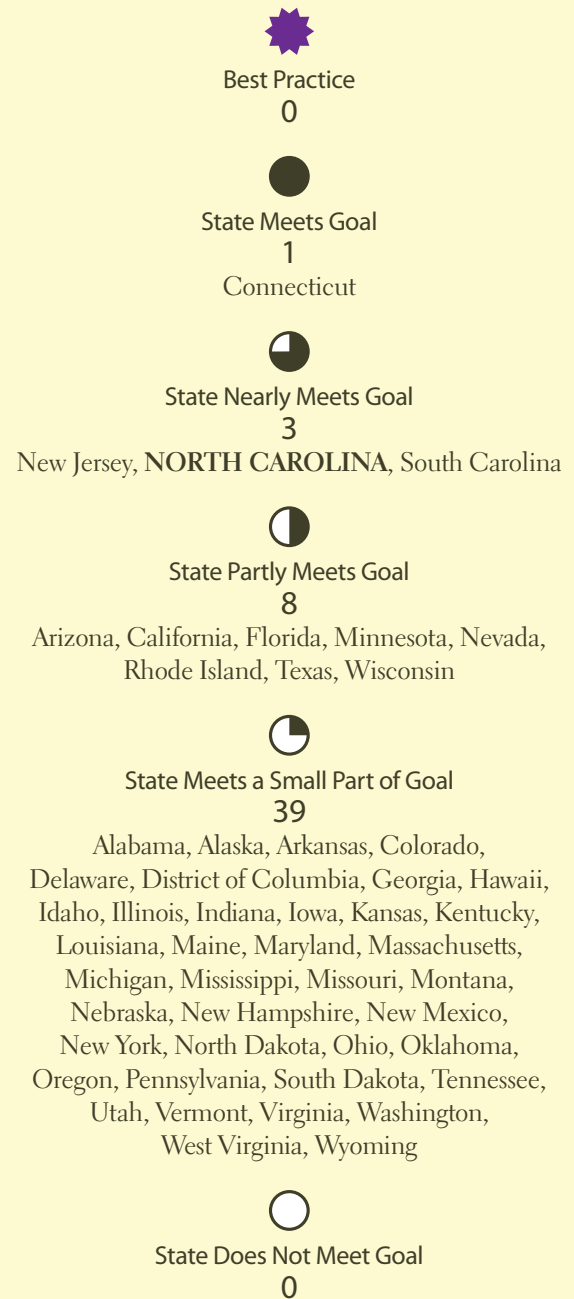 Best Practice
0
State Meets Goal
1
Connecticut
State Nearly Meets Goal
3
New Jersey, NORTH CAROLINA, South Carolina
State Partly Meets Goal
8
Arizona, California, Florida, Minnesota, Nevada,
Rhode Island, Texas, Wisconsin
State Meets a Small Part of Goal
39
Alabama, Alaska, Arkansas, Colorado,
Delaware, District of Columbia, Georgia, Hawaii,
Idaho, Illinois, Indiana, Iowa, Kansas, Kentucky,
Louisiana, Maine, Maryland, Massachusetts,
Michigan, Mississippi, Missouri, Montana,
Nebraska, New Hampshire, New Mexico,
New York, North Dakota, Ohio, Oklahoma,
Oregon, Pennsylvania, South Dakota, Tennessee,
Utah, Vermont, Virginia, Washington,
West Virginia, Wyoming
State Does Not Meet Goal
0